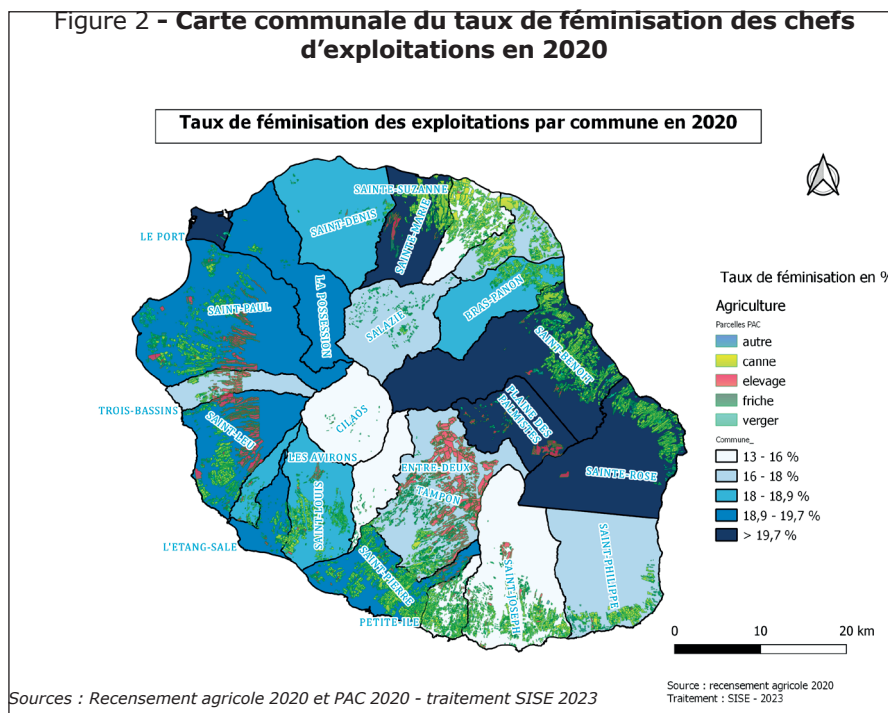 Figure 2 - Carte communale du taux de féminisation des chefs
d'exploitations en 2020
Taux de féminisation des exploitations par commune en 2020
SAINTE-SUZANNE
SAINT-DENIS
SAINTE-MARIE
LE PORT
LA POSSESSION
SAINT-PAUL
SALAZIE
BRAS-PANON
SAINT-BENOIT
TROIS-BASSINS
SAINT-LEU
CILAOS
PLAINE DES
PALMISTES
LES AVIRONS
ENTRE-DEUX
SAINTE-ROSE
TAMPON
SAINT-LOUIS
L'ETANG-SALE
SAINT-PIERRE
SAINT-PHILIPPE
SAINT-JOSEPH
PETITE-ILE
Taux de féminisation en %
Agriculture
Parcelles PAC
autre
canne
elevage
friche
verger
Commune_
13 - 16 %
16 - 18 %
18 - 18,9 %
18,9 - 19,7 %
> 19,7 %
0 10 20 km
Source : recensement agricole 2020
Traitement : SISE - 2023
Sources : Recensement agricole 2020 et PAC 2020 - traitement SISE 2023